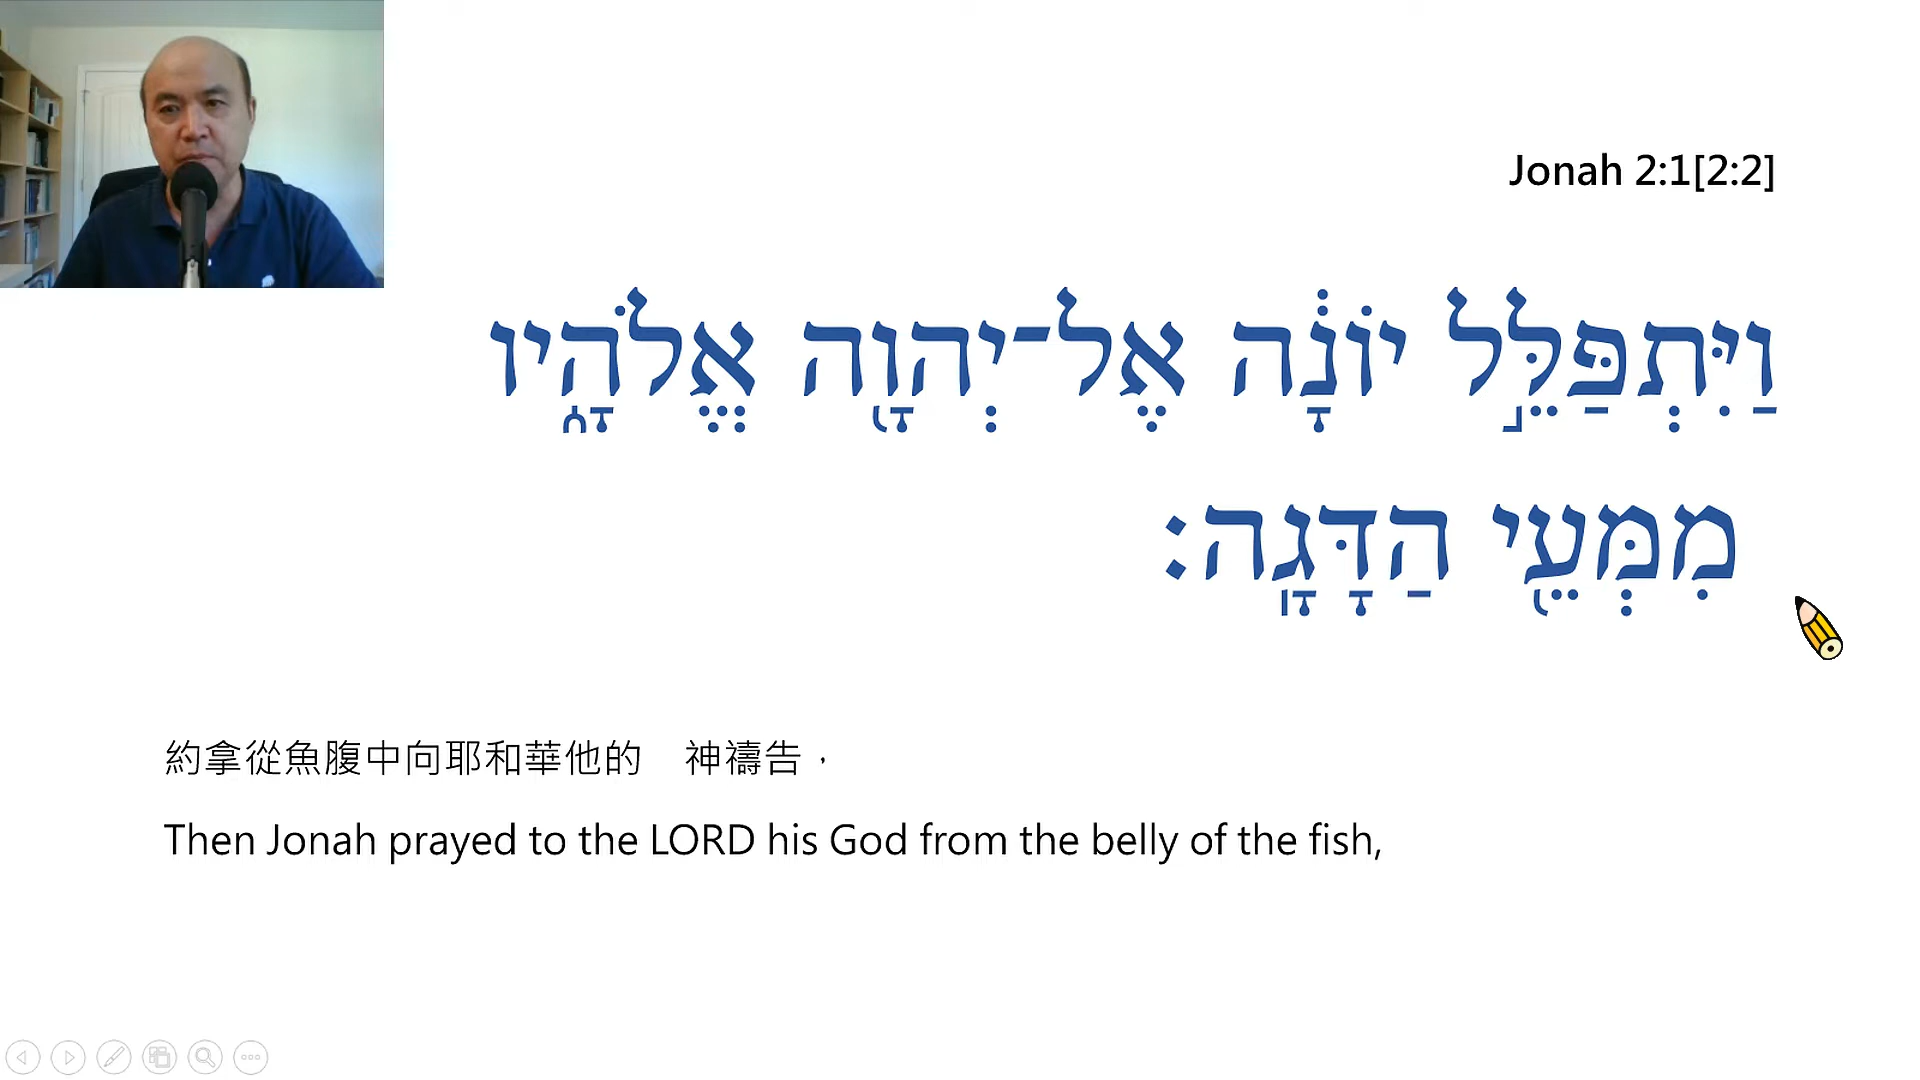 Jonah 2:1[2:2]
וַיִּתְפַּלֵּ֥ל יוֹנָ֔ה אֶל־יְהוָ֖ה אֱלֹהָ֑יו
מִמְּעֵ֖י הַדָּגָֽה׃
約拿從魚腹中向耶和華他的　神禱告，
Then Jonah prayed to the LORD his God from the belly of the fish,